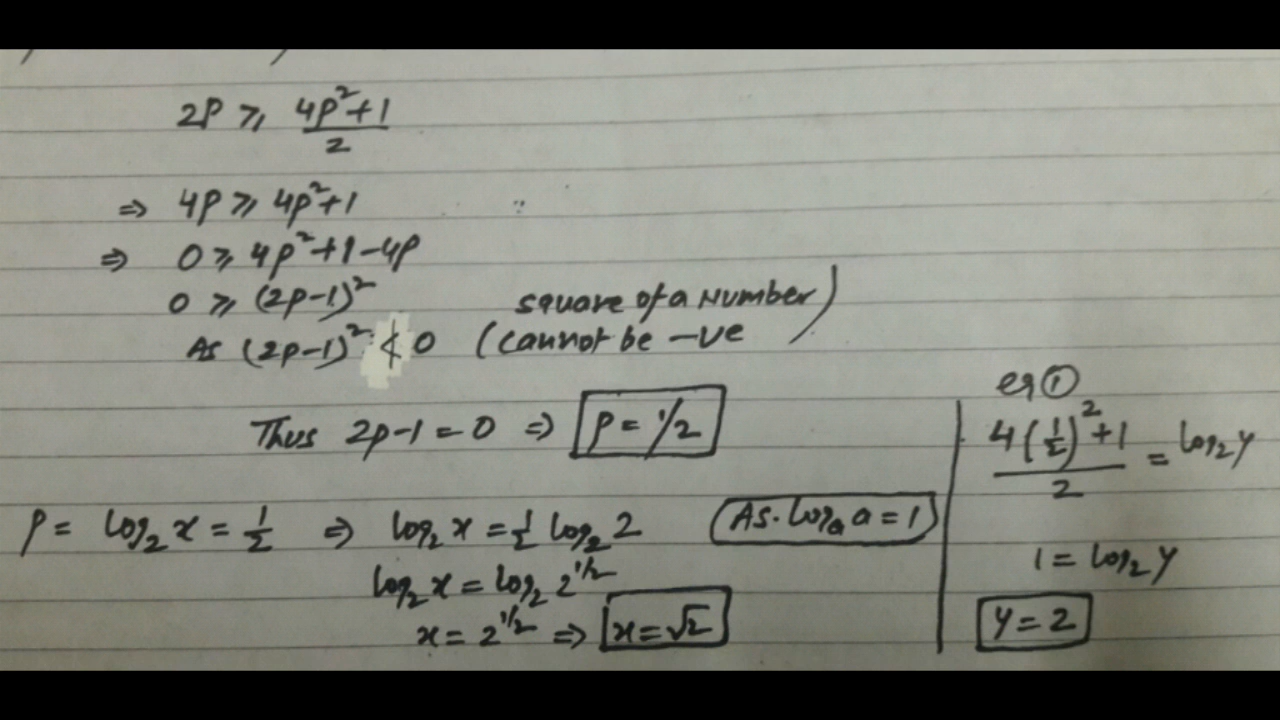 2P ≥ (4P²+1)/2
⇒ 4P ≥ 4P²+1
⇒ 0 ≥ 4P²+1-4P
0 ≥ (2P-1)²
square of a Number)
As (2P-1)² ≮ 0 (cannot be -ve
Thus 2P-1 = 0 ⇒ P = 1/2
P = log₂x = 1/2 ⇒ log₂x = 1/2 log₂2 (As. logₐa = 1)
log₂x = log₂2^1/2
x = 2^1/2 ⇒ x = √2
eq ①
(4(1/2)²+1)/2 = log₂y
1 = log₂y
y = 2